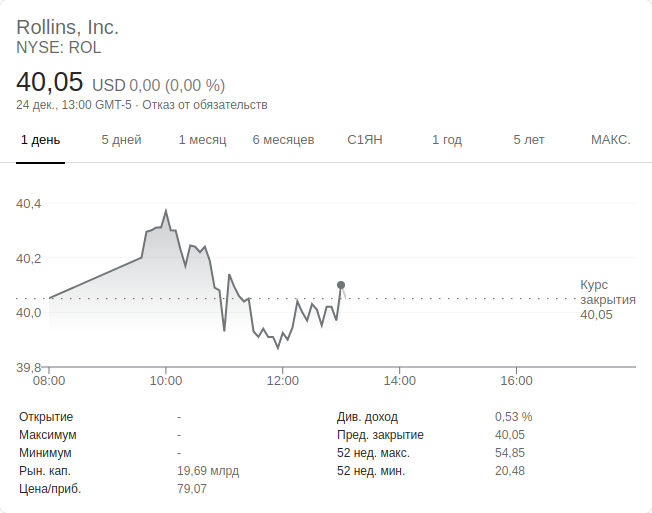 Rollins, Inc.
NYSE: ROL
40,05 USD 0,00 (0,00 %)
24 дек., 13:00 GMT-5 · Отказ от обязательств
1 день 5 дней 1 месяц 6 месяцев С1ЯН 1 год 5 лет МАКС.
40,4
40,2
40,0
39,8
Курс
закрытия
40,05
08:00 10:00 12:00 14:00 16:00
Открытие - Див. доход 0,53 %
Максимум - Пред. закрытие 40,05
Минимум - 52 нед. макс. 54,85
Рын. кап. 19,69 млрд 52 нед. мин. 20,48
Цена/приб. 79,07